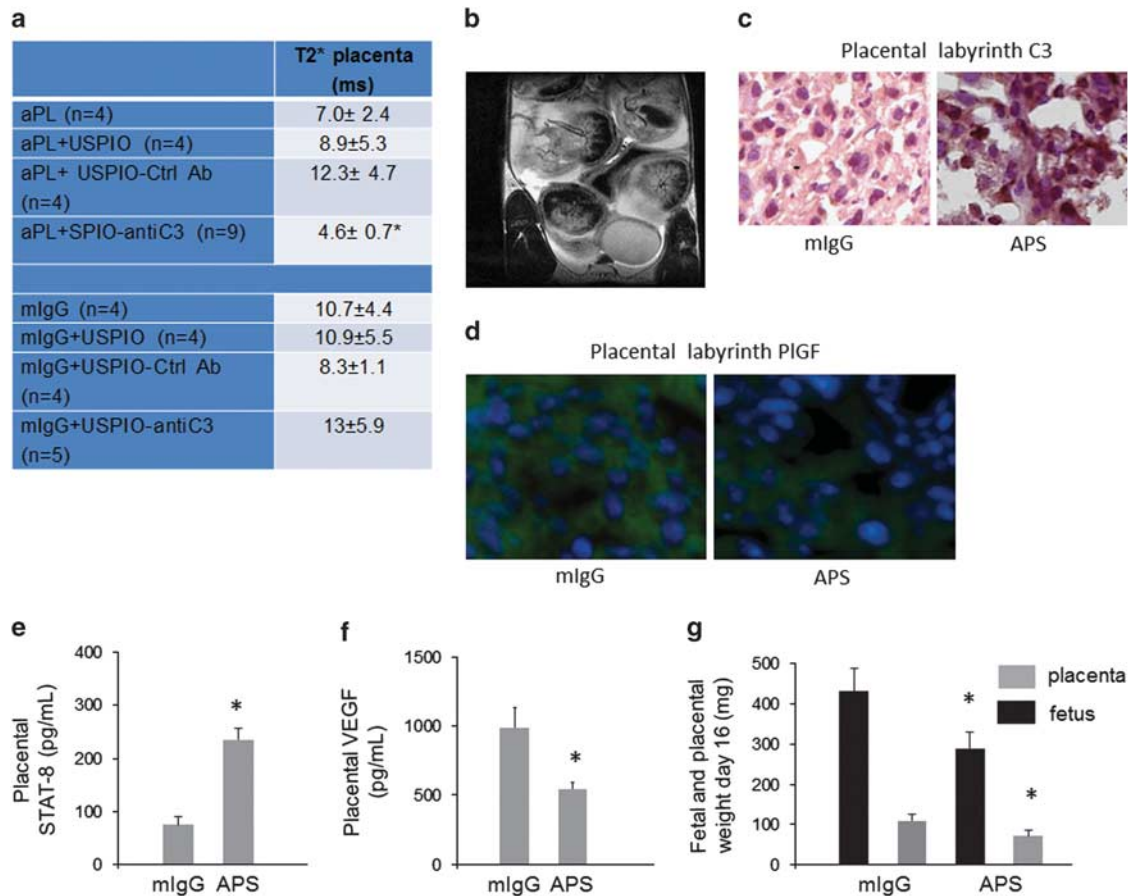 a
T2* placenta
(ms)
aPL (n=4)
7.0± 2.4
aPL+USPIO (n=4)
8.9±5.3
aPL+ USPIO-Ctrl Ab
(n=4)
12.3± 4.7
aPL+SPIO-antiC3 (n=9)
4.6± 0.7*
mIgG (n=4)
10.7±4.4
mIgG+USPIO (n=4)
10.9±5.5
mIgG+USPIO-Ctrl Ab
(n=4)
8.3±1.1
mIgG+USPIO-antiC3
(n=5)
13±5.9
b
c
Placental labyrinth C3
mIgG
APS
d
Placental labyrinth PlGF
mIgG
APS
e
Placental
STAT-8 (pg/mL)
400
300
200
100
0
*
mIgG APS
f
Placental VEGF
(pg/mL)
1500
1000
500
0
*
mIgG APS
g
Fetal and placental
weight day 16 (mg)
500
400
300
200
100
0
*
*
placenta
fetus
mIgG
APS